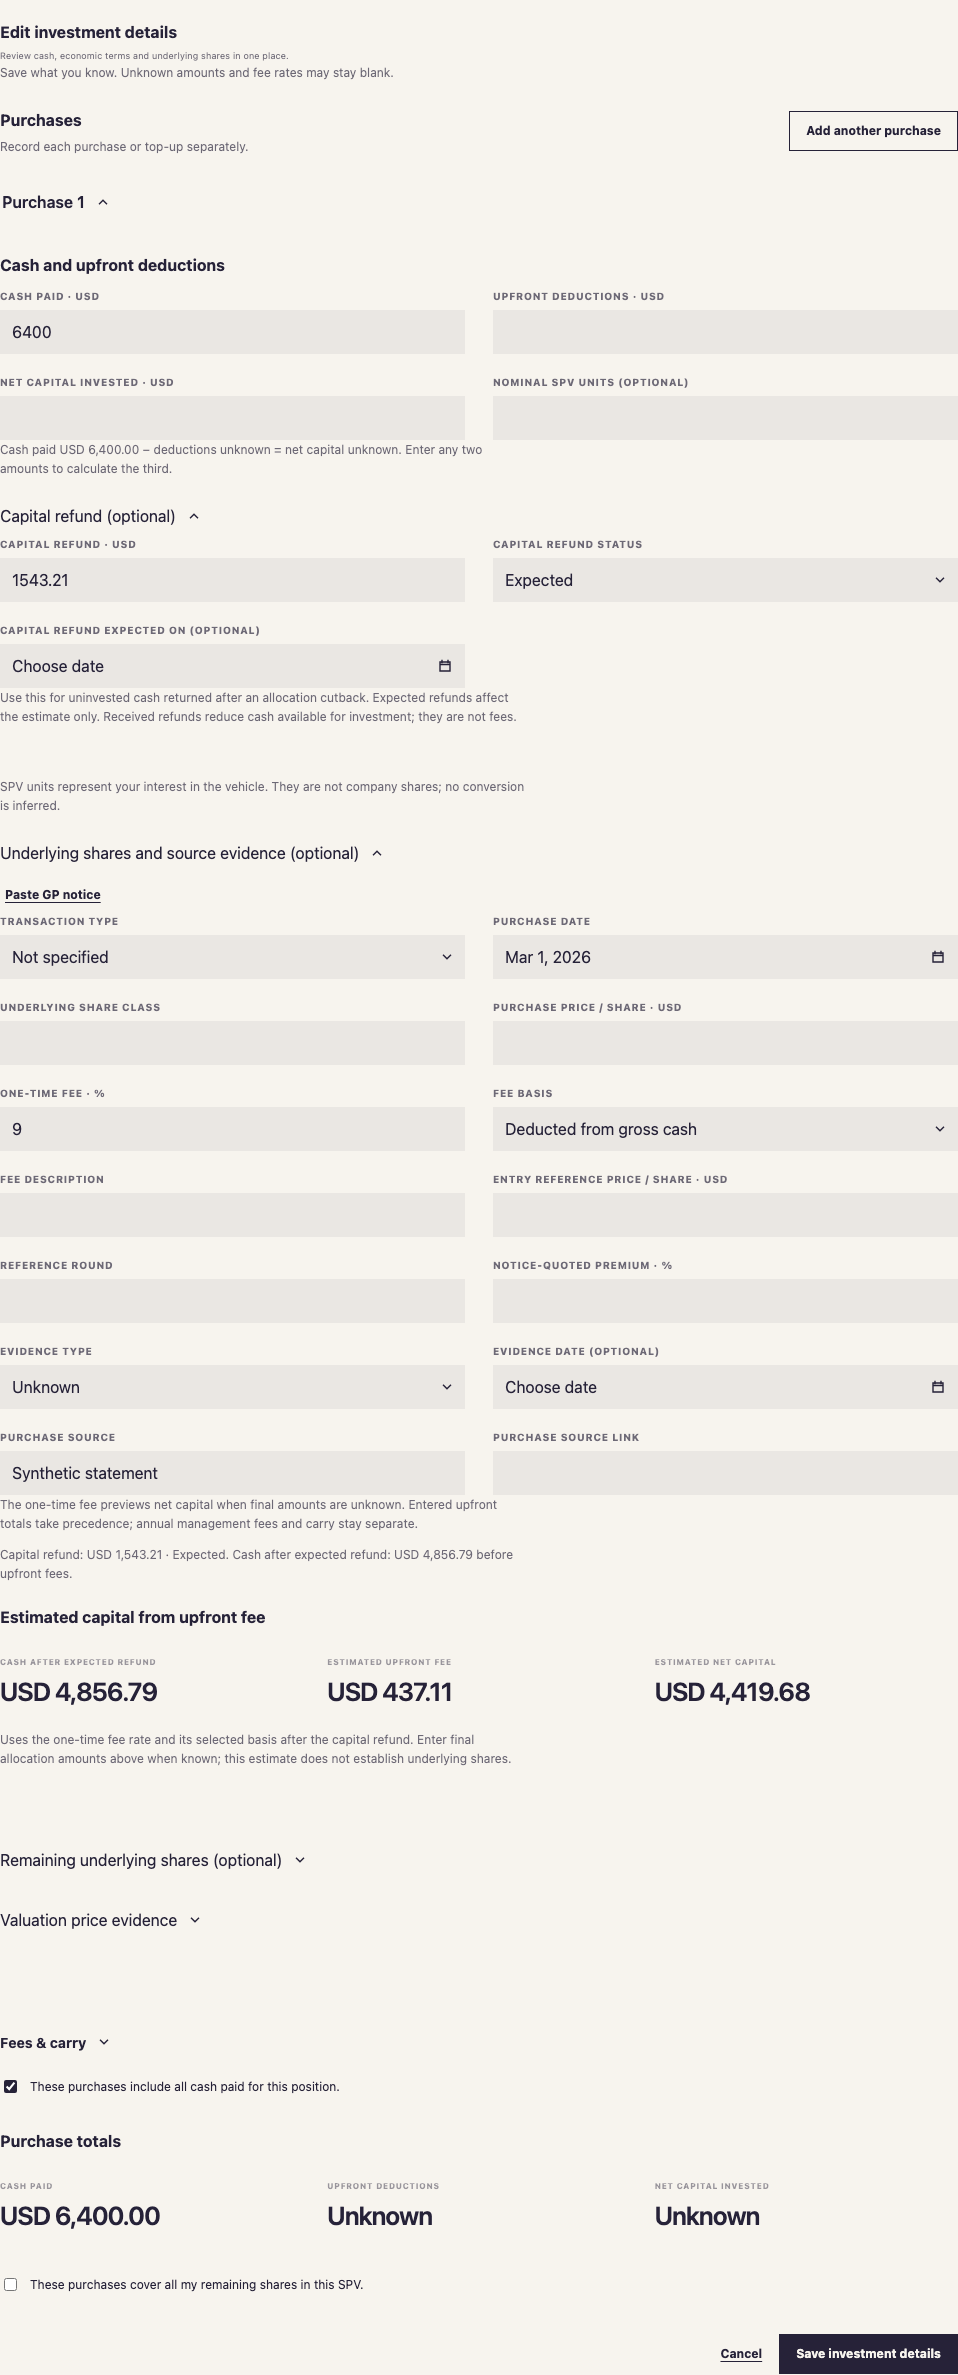 Edit investment details
Review cash, economic terms and underlying shares in one place.
Save what you know. Unknown amounts and fee rates may stay blank.
Purchases
Add another purchase
Record each purchase or top-up separately.
Purchase 1
Cash and upfront deductions
CASH PAID · USD
UPFRONT DEDUCTIONS · USD
6400
NET CAPITAL INVESTED · USD
NOMINAL SPV UNITS (OPTIONAL)
Cash paid USD 6,400.00 – deductions unknown = net capital unknown. Enter any two
amounts to calculate the third.
Capital refund (optional)
CAPITAL REFUND · USD
CAPITAL REFUND STATUS
1543.21
Expected
CAPITAL REFUND EXPECTED ON (OPTIONAL)
Choose date
Use this for uninvested cash returned after an allocation cutback. Expected refunds affect
the estimate only. Received refunds reduce cash available for investment; they are not fees.
SPV units represent your interest in the vehicle. They are not company shares; no conversion
is inferred.
Underlying shares and source evidence (optional)
Paste GP notice
TRANSACTION TYPE
PURCHASE DATE
Not specified
Mar 1, 2026
UNDERLYING SHARE CLASS
PURCHASE PRICE / SHARE · USD
ONE-TIME FEE · %
FEE BASIS
9
Deducted from gross cash
FEE DESCRIPTION
ENTRY REFERENCE PRICE / SHARE · USD
REFERENCE ROUND
NOTICE-QUOTED PREMIUM · %
EVIDENCE TYPE
EVIDENCE DATE (OPTIONAL)
Unknown
Choose date
PURCHASE SOURCE
PURCHASE SOURCE LINK
Synthetic statement
The one-time fee previews net capital when final amounts are unknown. Entered upfront
totals take precedence; annual management fees and carry stay separate.
Capital refund: USD 1,543.21 · Expected. Cash after expected refund: USD 4,856.79 before
upfront fees.
Estimated capital from upfront fee
CASH AFTER EXPECTED REFUND
ESTIMATED UPFRONT FEE
ESTIMATED NET CAPITAL
USD 4,856.79
USD 437.11
USD 4,419.68
Uses the one-time fee rate and its selected basis after the capital refund. Enter final
allocation amounts above when known; this estimate does not establish underlying shares.
Remaining underlying shares (optional)
Valuation price evidence
Fees & carry
These purchases include all cash paid for this position.
Purchase totals
CASH PAID
UPFRONT DEDUCTIONS
NET CAPITAL INVESTED
USD 6,400.00
Unknown
Unknown
These purchases cover all my remaining shares in this SPV.
Cancel
Save investment details